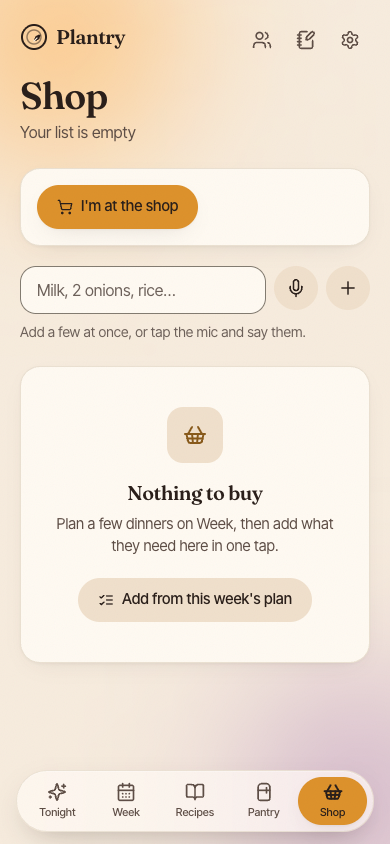 Plantry
Shop
Your list is empty
I'm at the shop
Milk, 2 onions, rice...
Add a few at once, or tap the mic and say them.
Nothing to buy
Plan a few dinners on Week, then add what
they need here in one tap.
Add from this week's plan
Tonight
Week
Recipes
Pantry
Shop